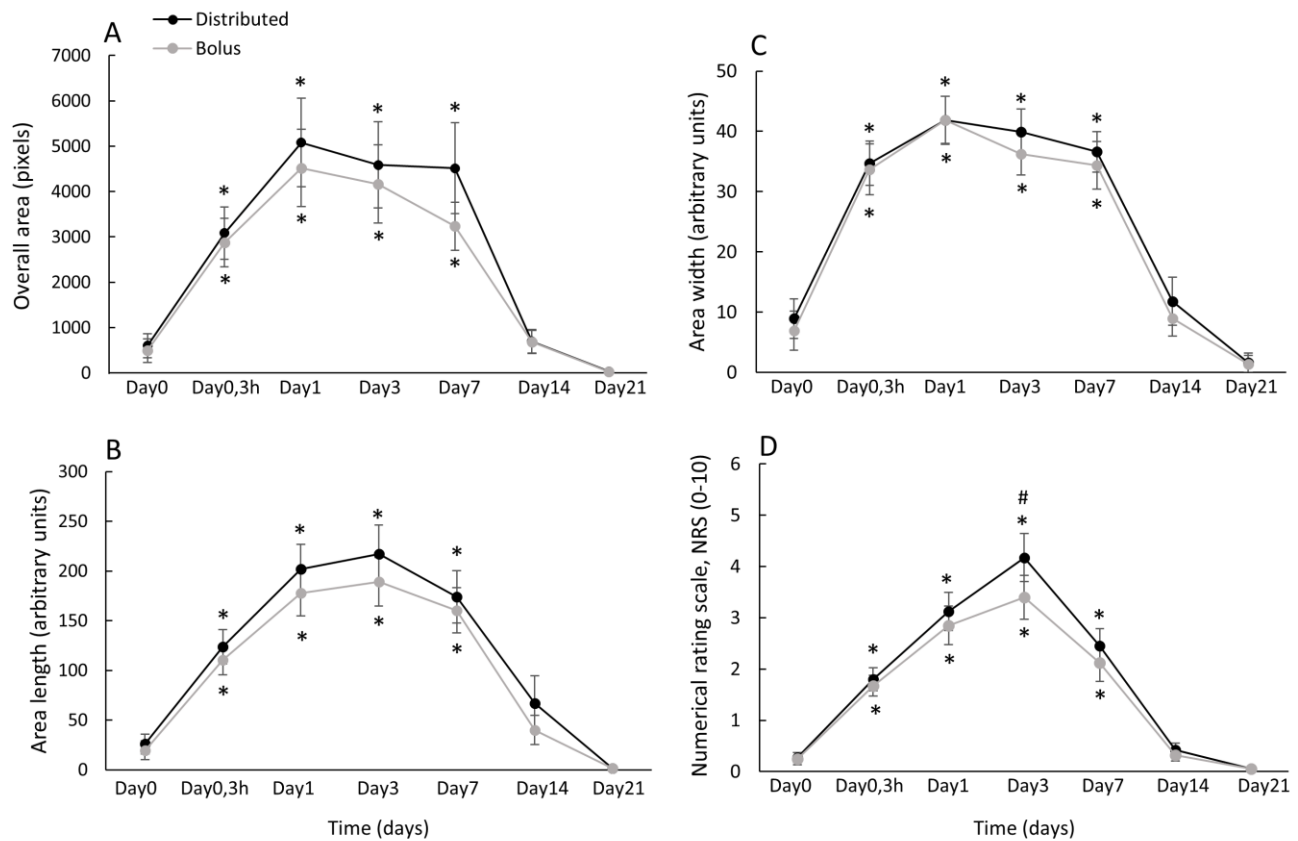 A
Distributed
Bolus
Overall area (pixels)
7000
6000
5000
4000
3000
2000
1000
0
* * * *
* * * *
Day0 Day0,3h Day1 Day3 Day7 Day14 Day21
B
Area length (arbitrary units)
300
250
200
150
100
50
0
* * * *
* * * *
Day0 Day0,3h Day1 Day3 Day7 Day14 Day21
Time (days)
C
Area width (arbitrary units)
50
40
30
20
10
0
* * * *
* * * *
Day0 Day0,3h Day1 Day3 Day7 Day14 Day21
D
Numerical rating scale, NRS (0-10)
6
5
4
3
2
1
0
#
* * * *
* * * *
Day0 Day0,3h Day1 Day3 Day7 Day14 Day21
Time (days)